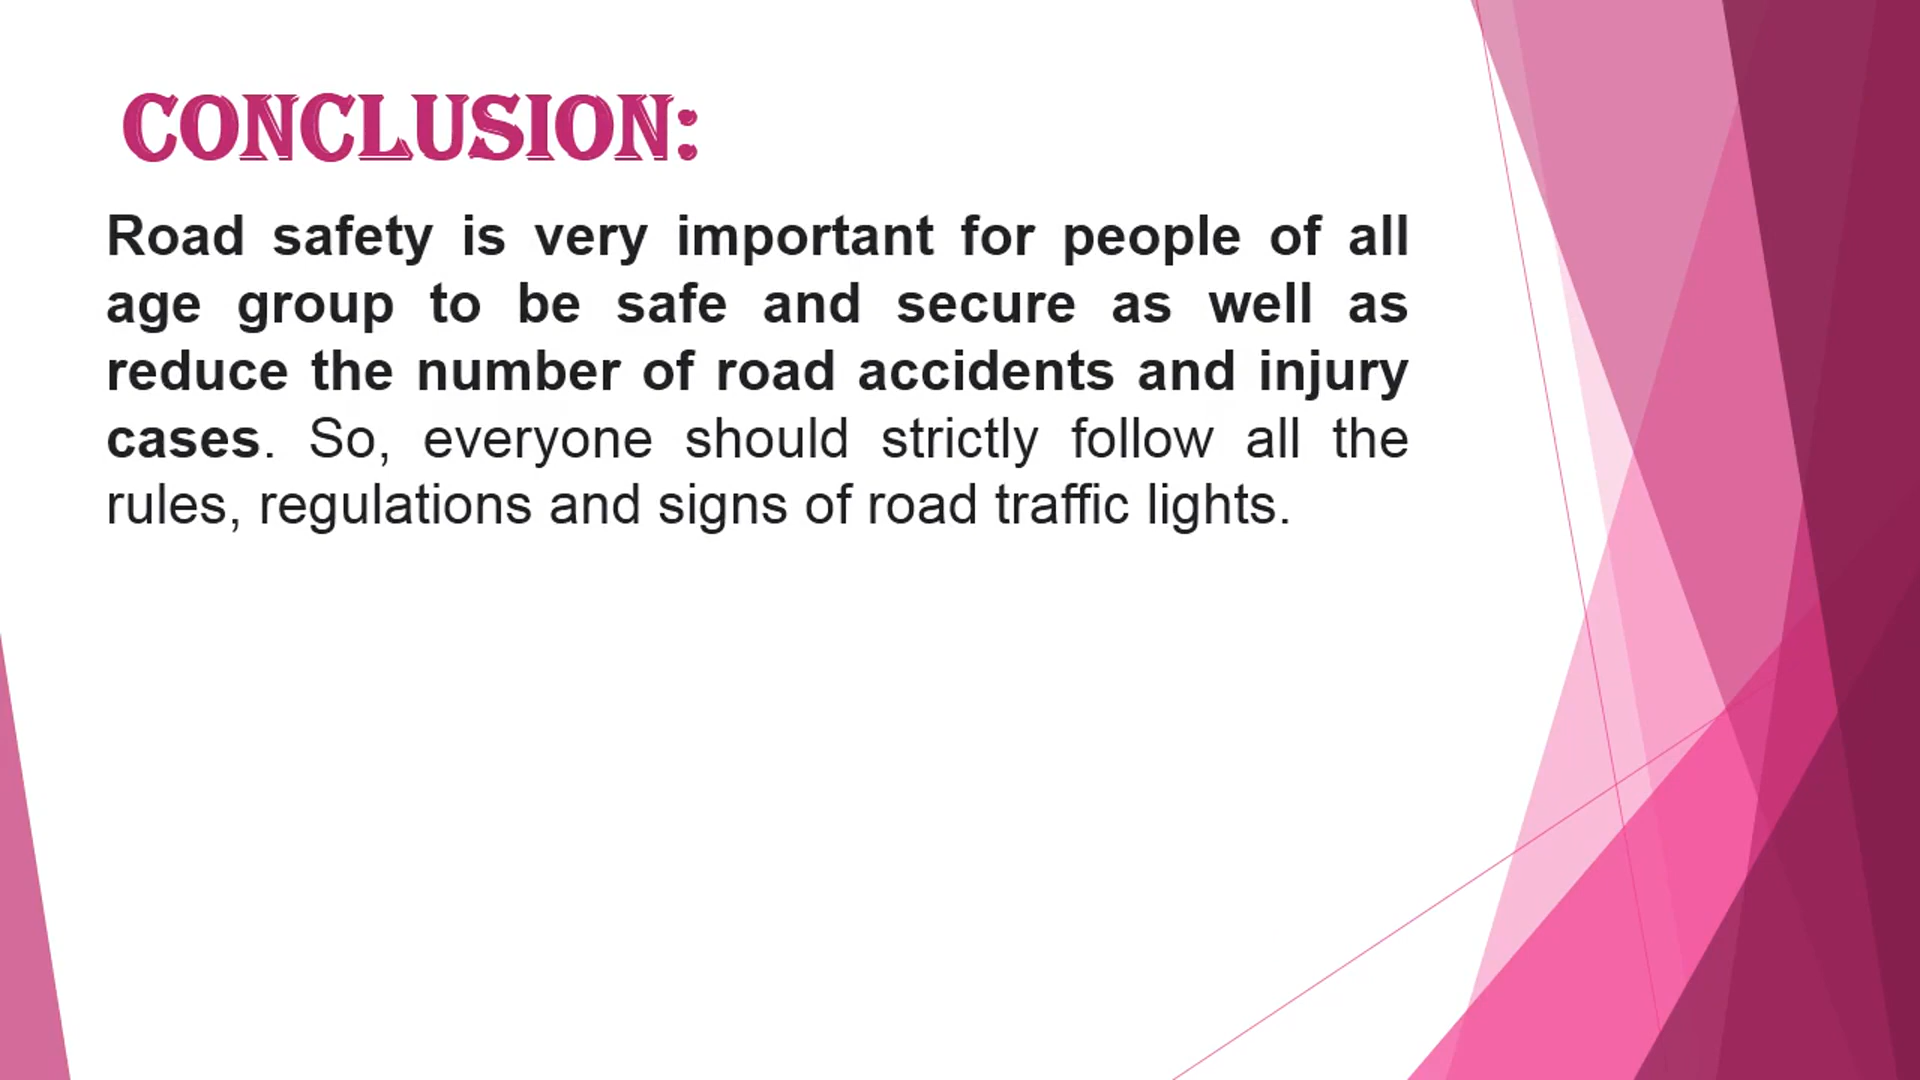 CONCLUSION:
Road safety is very important for people of all
age group to be safe and secure as well as
reduce the number of road accidents and injury
cases. So, everyone should strictly follow all the
rules, regulations and signs of road traffic lights.